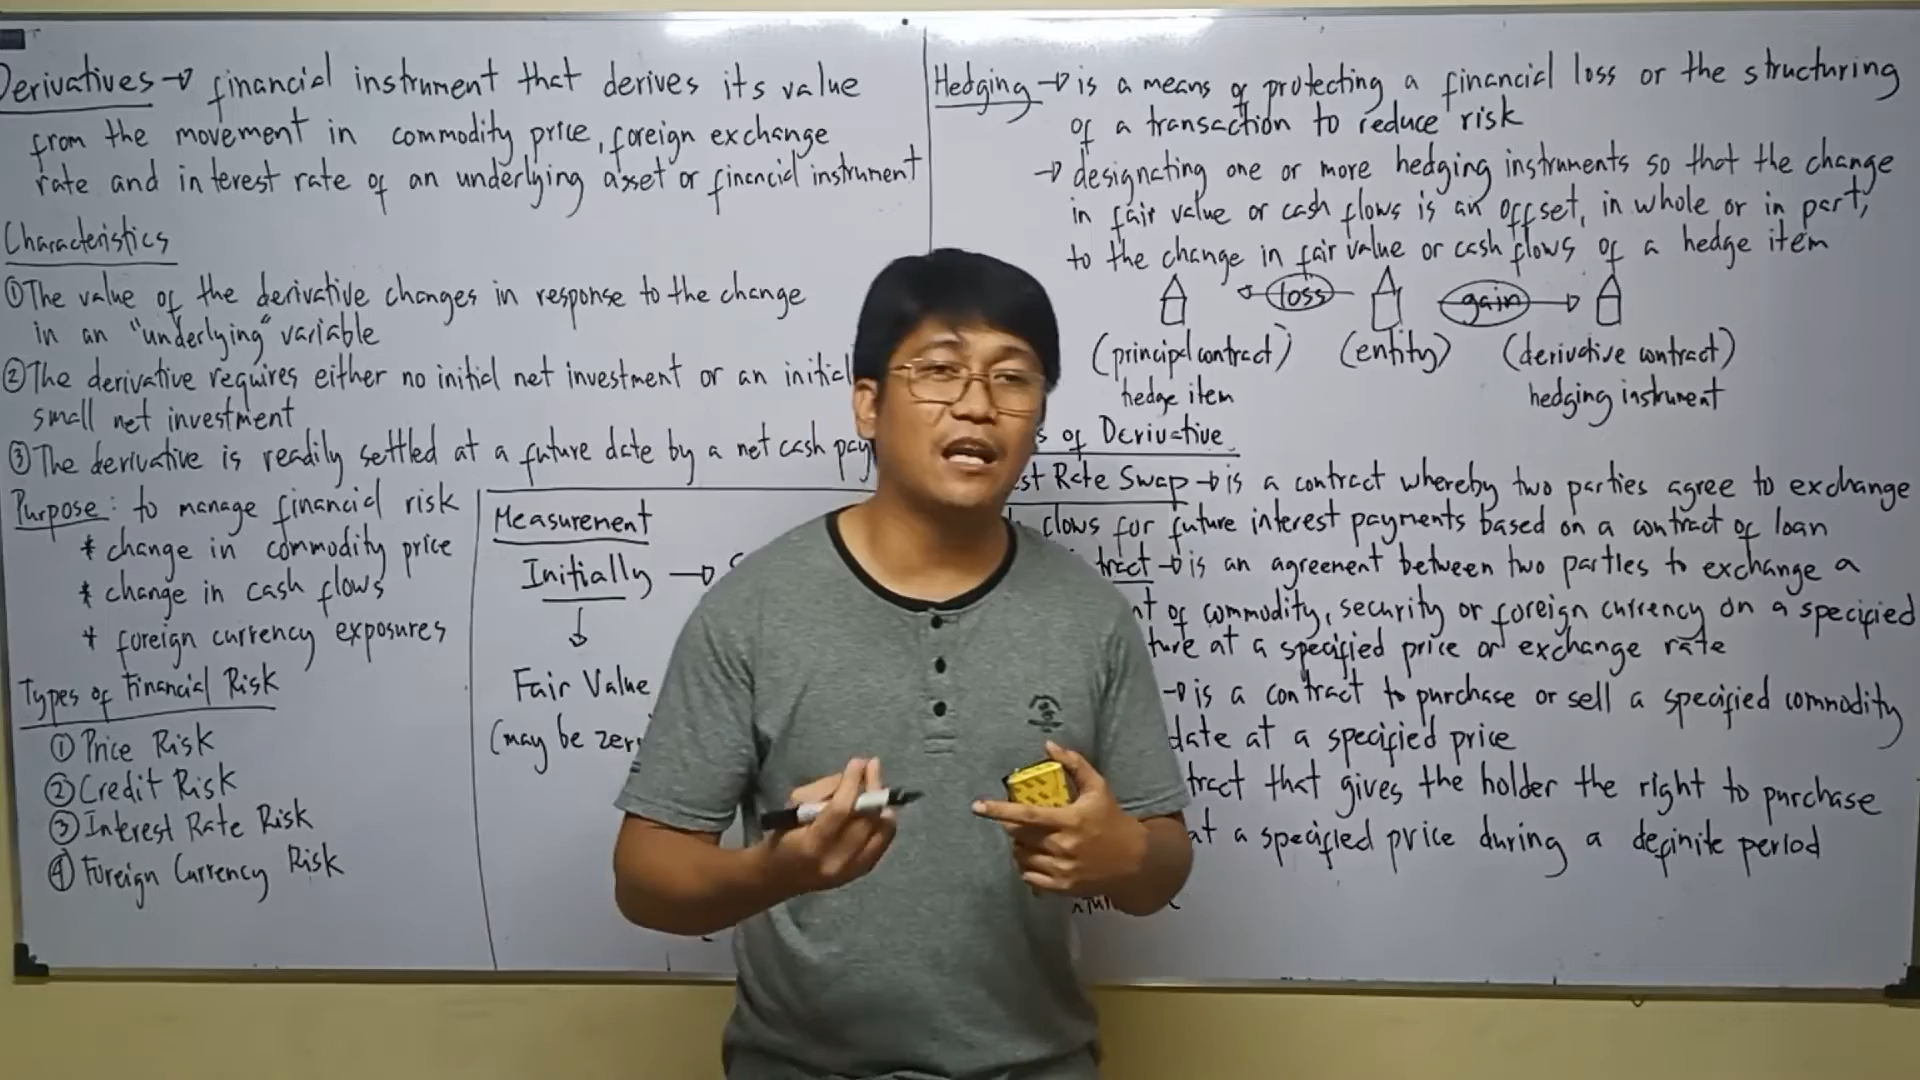 Derivatives → financial instrument that derives its value
from the movement in commodity price, foreign exchange
rate and interest rate of an underlying asset or financial instrument
Characteristics
① The value of the derivative changes in response to the change
in an "underlying" variable
② The derivative requires either no initial net investment or an initial
small net investment
③ The derivative is readily settled at a future date by a net cash pay
Purpose: to manage financial risk
* change in commodity price
* change in cash flows
* foreign currency exposures
Types of Financial Risk
① Price Risk
② Credit Risk
③ Interest Rate Risk
④ Foreign Currency Risk
Measurement
Initially →
↓
Fair Value
(may be zero
Hedging → is a means of protecting a financial loss or the structuring
of a transaction to reduce risk
→ designating one or more hedging instruments so that the change
in fair value or cash flows is an offset, in whole or in part,
to the change in fair value or cash flows of a hedge item
← loss — gain →
(principal contract) (entity) (derivative contract)
hedge item hedging instrument
s of Derivative
st Rate Swap → is a contract whereby two parties agree to exchange
clows for future interest payments based on a contract of loan
tract → is an agreement between two parties to exchange a
nt of commodity, security or foreign currency on a specified
ture at a specified price or exchange rate
→ is a contract to purchase or sell a specified commodity
date at a specified price
tract that gives the holder the right to purchase
at a specified price during a definite period